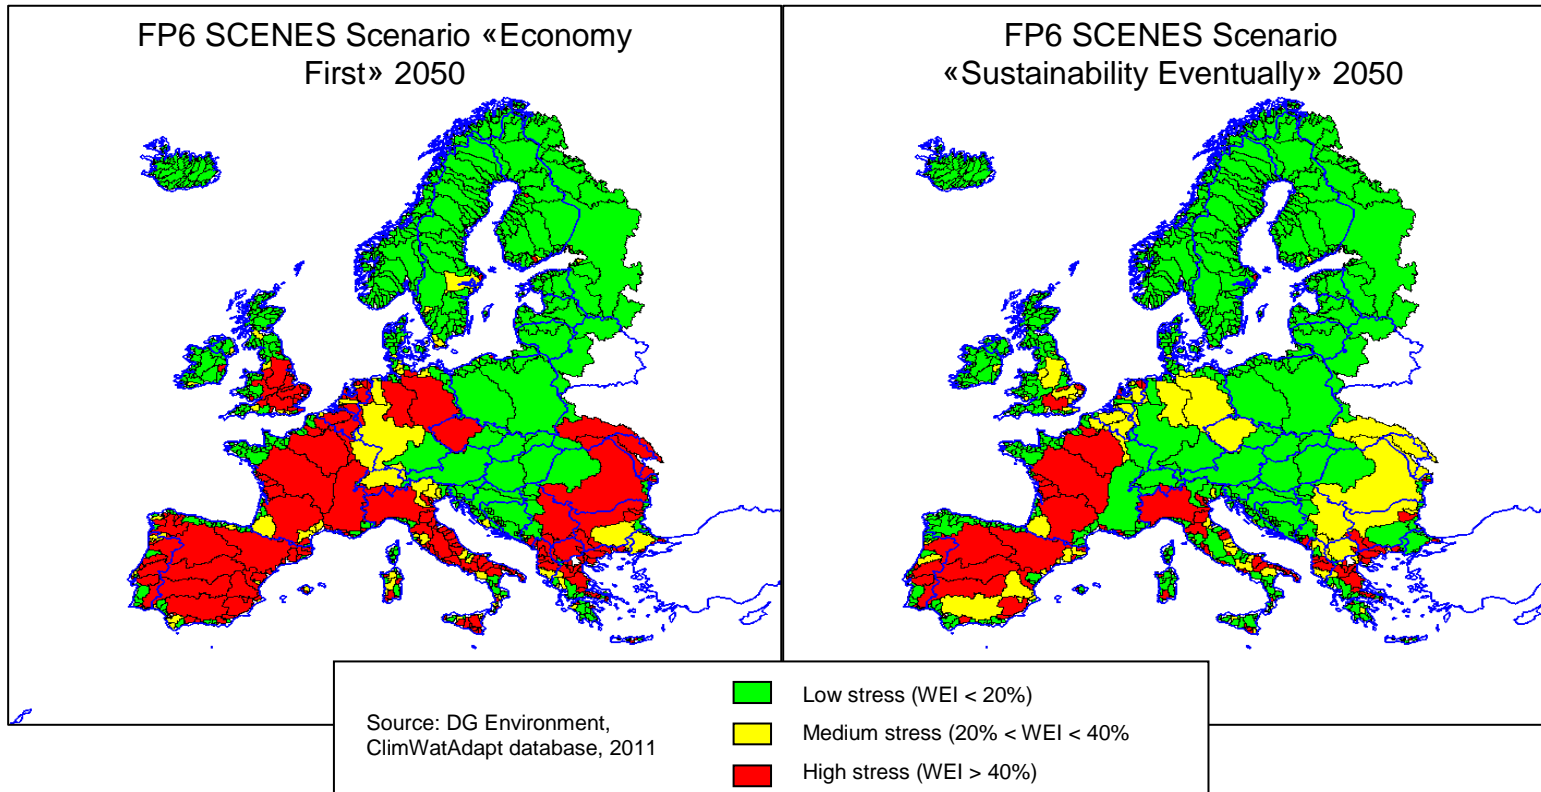 FP6 SCENES Scenario «Economy
First» 2050
FP6 SCENES Scenario
«Sustainability Eventually» 2050
Source: DG Environment,
ClimWatAdapt database, 2011
Low stress (WEI < 20%)
Medium stress (20% < WEI < 40%
High stress (WEI > 40%)